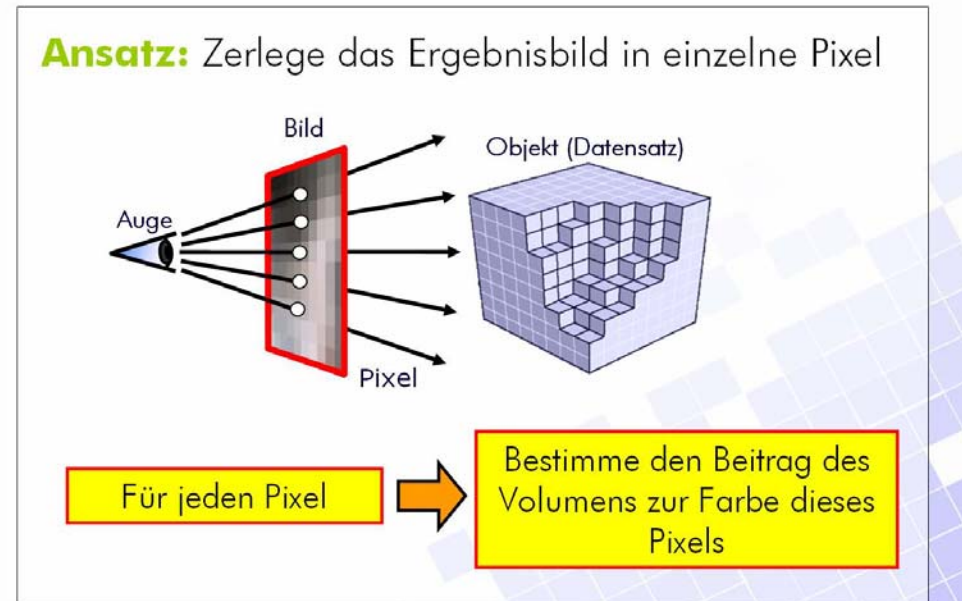 Ansatz: Zerlege das Ergebnisbild in einzelne Pixel
Bild
Objekt (Datensatz)
Auge
Pixel
Für jeden Pixel
Bestimme den Beitrag des
Volumens zur Farbe dieses
Pixels